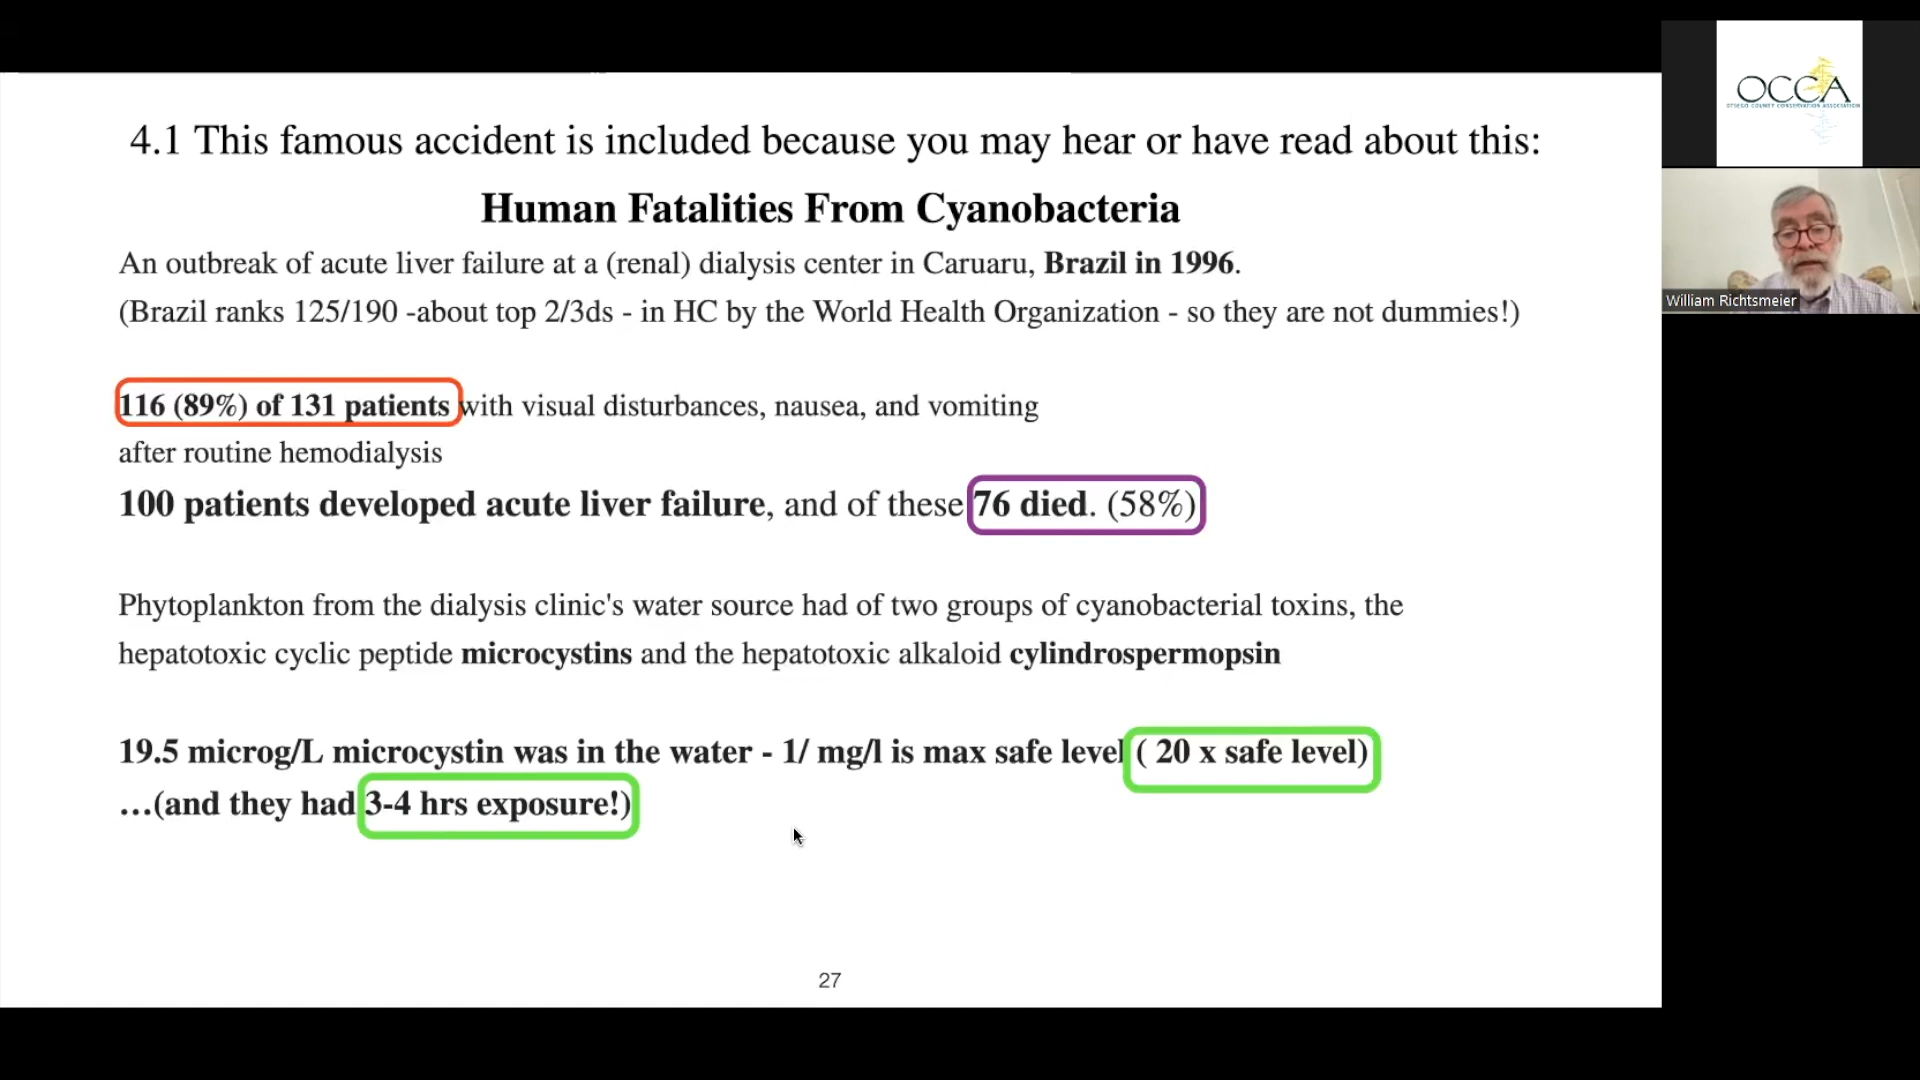 4.1 This famous accident is included because you may hear or have read about this:
Human Fatalities From Cyanobacteria
An outbreak of acute liver failure at a (renal) dialysis center in Caruaru, Brazil in 1996.
(Brazil ranks 125/190 -about top 2/3ds - in HC by the World Health Organization - so they are not dummies!)
116 (89%) of 131 patients with visual disturbances, nausea, and vomiting
after routine hemodialysis
100 patients developed acute liver failure, and of these 76 died. (58%)
Phytoplankton from the dialysis clinic's water source had of two groups of cyanobacterial toxins, the
hepatotoxic cyclic peptide microcystins and the hepatotoxic alkaloid cylindrospermopsin
19.5 microg/L microcystin was in the water - 1/ mg/l is max safe level ( 20 x safe level)
…(and they had 3-4 hrs exposure!)
27
OCCA
OTSEGO COUNTY CONSERVATION ASSOCIATION
William Richtsmeier